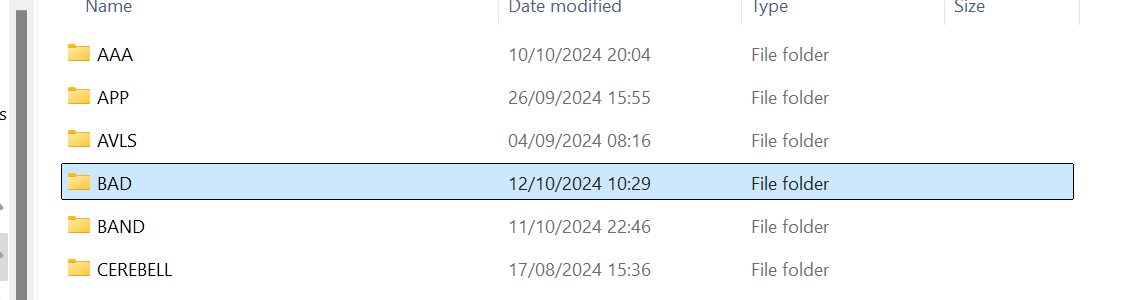 Name Date modified Type Size
AAA 10/10/2024 20:04 File folder
APP 26/09/2024 15:55 File folder
AVLS 04/09/2024 08:16 File folder
s
BAD 12/10/2024 10:29 File folder
BAND 11/10/2024 22:46 File folder
CEREBELL 17/08/2024 15:36 File folder